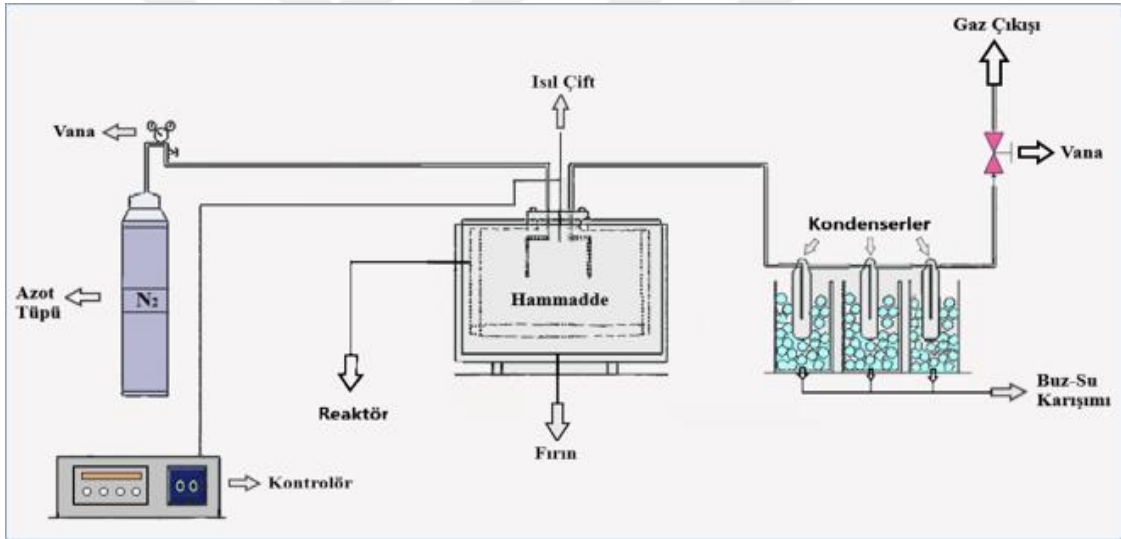 Gaz Çıkışı
Isıl Çift
Vana
Vana
Kondenserler
Azot
Tüpü
N₂
Hammadde
Reaktör
Buz-Su
Karışımı
Fırın
Kontrolör